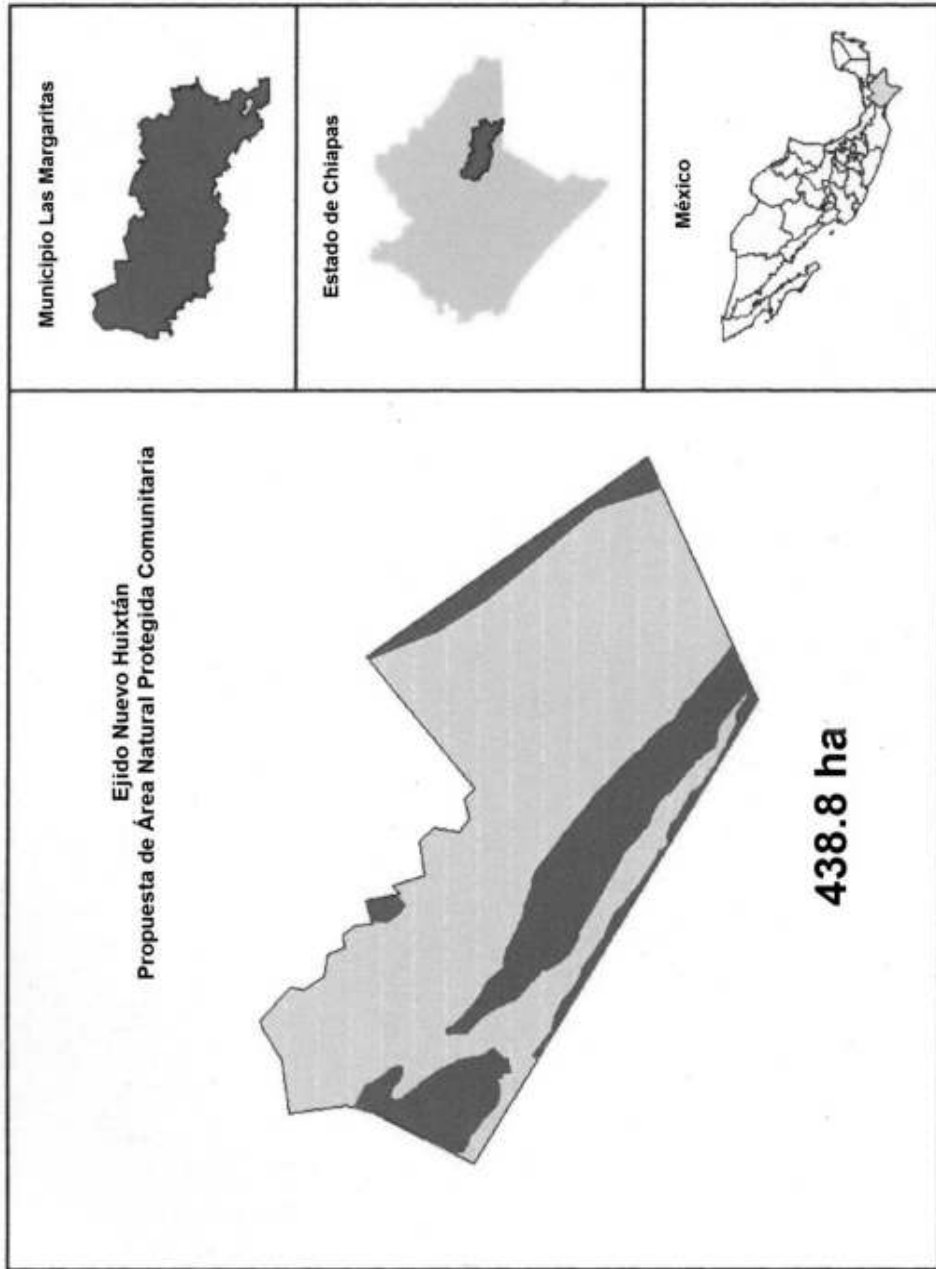 Ejido Nuevo Huixtán
Propuesta de Área Natural Protegida Comunitaria
438.8 ha
Municipio Las Margaritas
Estado de Chiapas
México